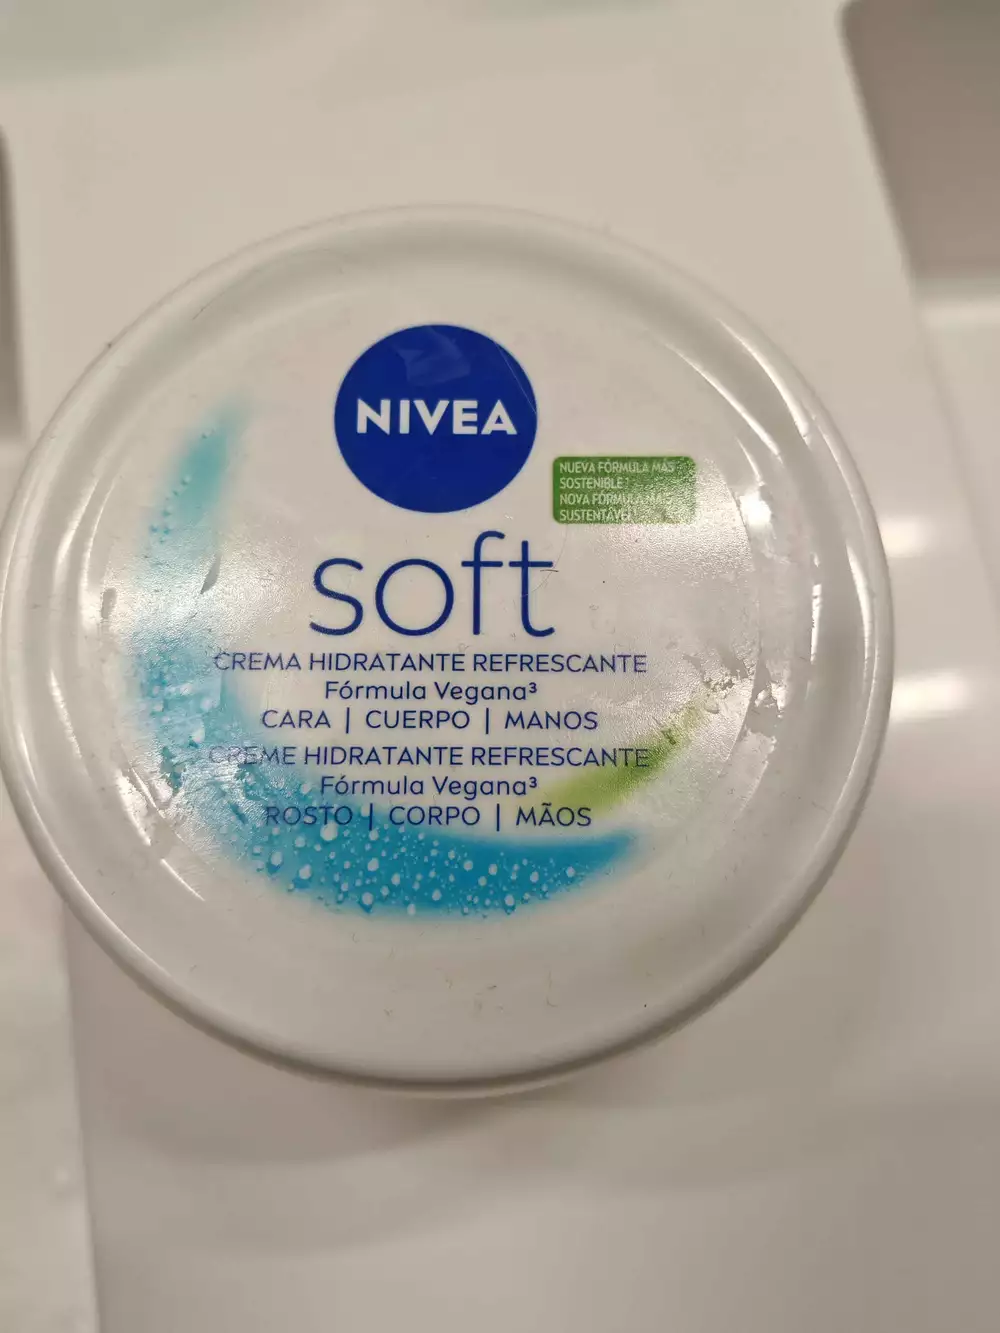 NIVEA
NUEVA FÓRMULA MÁS
SOSTENIBLE
NOVA FÓRMULA MAIS
SUSTENTÁVEL
soft
CREMA HIDRATANTE REFRESCANTE
Fórmula Vegana³
CARA | CUERPO | MANOS
CREME HIDRATANTE REFRESCANTE
Fórmula Vegana³
ROSTO | CORPO | MÃOS